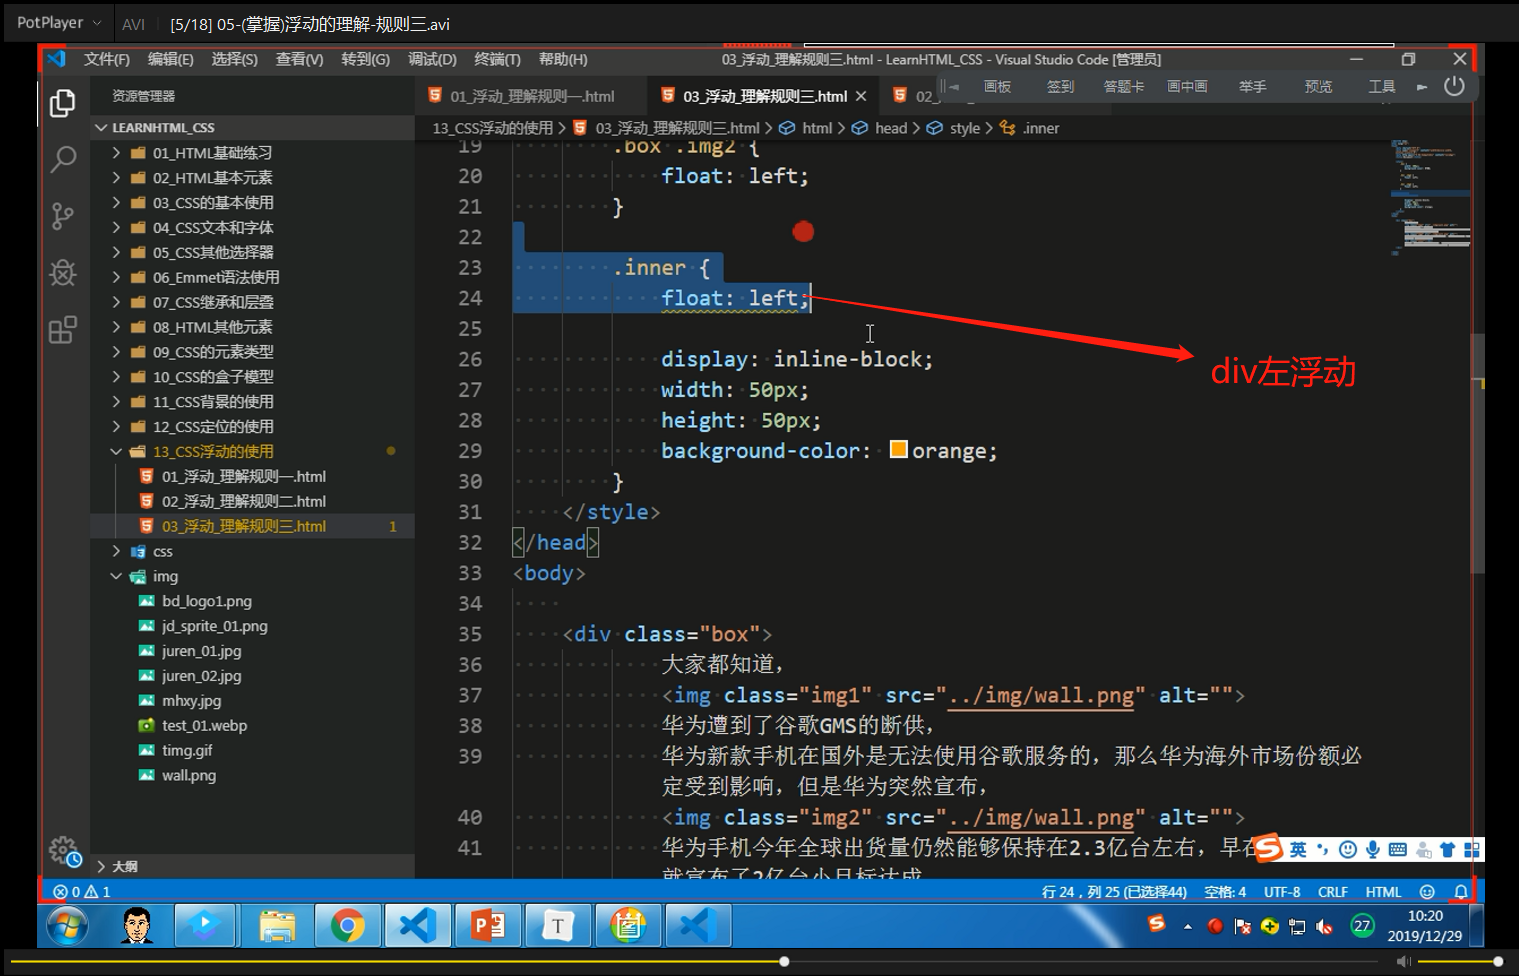 PotPlayer AVI [5/18] 05-(掌握)浮动的理解-规则三.avi
文件(F) 编辑(E) 选择(S) 查看(V) 转到(G) 调试(D) 终端(T) 帮助(H) 03_浮动_理解规则三.html - LearnHTML_CSS - Visual Studio Code [管理员]
画板 签到 答题卡 画中画 举手 预览 工具
资源管理器
01_浮动_理解规则一.html 03_浮动_理解规则三.html 02_
LEARNHTML_CSS
13_CSS浮动的使用 > 03_浮动_理解规则三.html > html > head > style > .inner
01_HTML基础练习
02_HTML基本元素
03_CSS的基本使用
04_CSS文本和字体
05_CSS其他选择器
06_Emmet语法使用
07_CSS继承和层叠
08_HTML其他元素
09_CSS的元素类型
10_CSS的盒子模型
11_CSS背景的使用
12_CSS定位的使用
13_CSS浮动的使用
01_浮动_理解规则一.html
02_浮动_理解规则二.html
03_浮动_理解规则三.html 1
css
img
bd_logo1.png
jd_sprite_01.png
juren_01.jpg
juren_02.jpg
mhxy.jpg
test_01.webp
timg.gif
wall.png
大纲
19 .box .img2 {
20 float: left;
21 }
22
23 .inner {
24 float: left;
25
26 display: inline-block;
27 width: 50px;
28 height: 50px;
29 background-color: orange;
30 }
31 </style>
32 </head>
33 <body>
34
35 <div class="box">
36 大家都知道，
37 <img class="img1" src="../img/wall.png" alt="">
38 华为遭到了谷歌GMS的断供，
39 华为新款手机在国外是无法使用谷歌服务的，那么华为海外市场份额必
定受到影响，但是华为突然宣布，
40 <img class="img2" src="../img/wall.png" alt="">
41 华为手机今年全球出货量仍然能够保持在2.3亿台左右，早在
就宣布了2亿台小目标达成
div左浮动
英
0 1 行 24，列 25 (已选择44) 空格: 4 UTF-8 CRLF HTML
27
10:20
2019/12/29